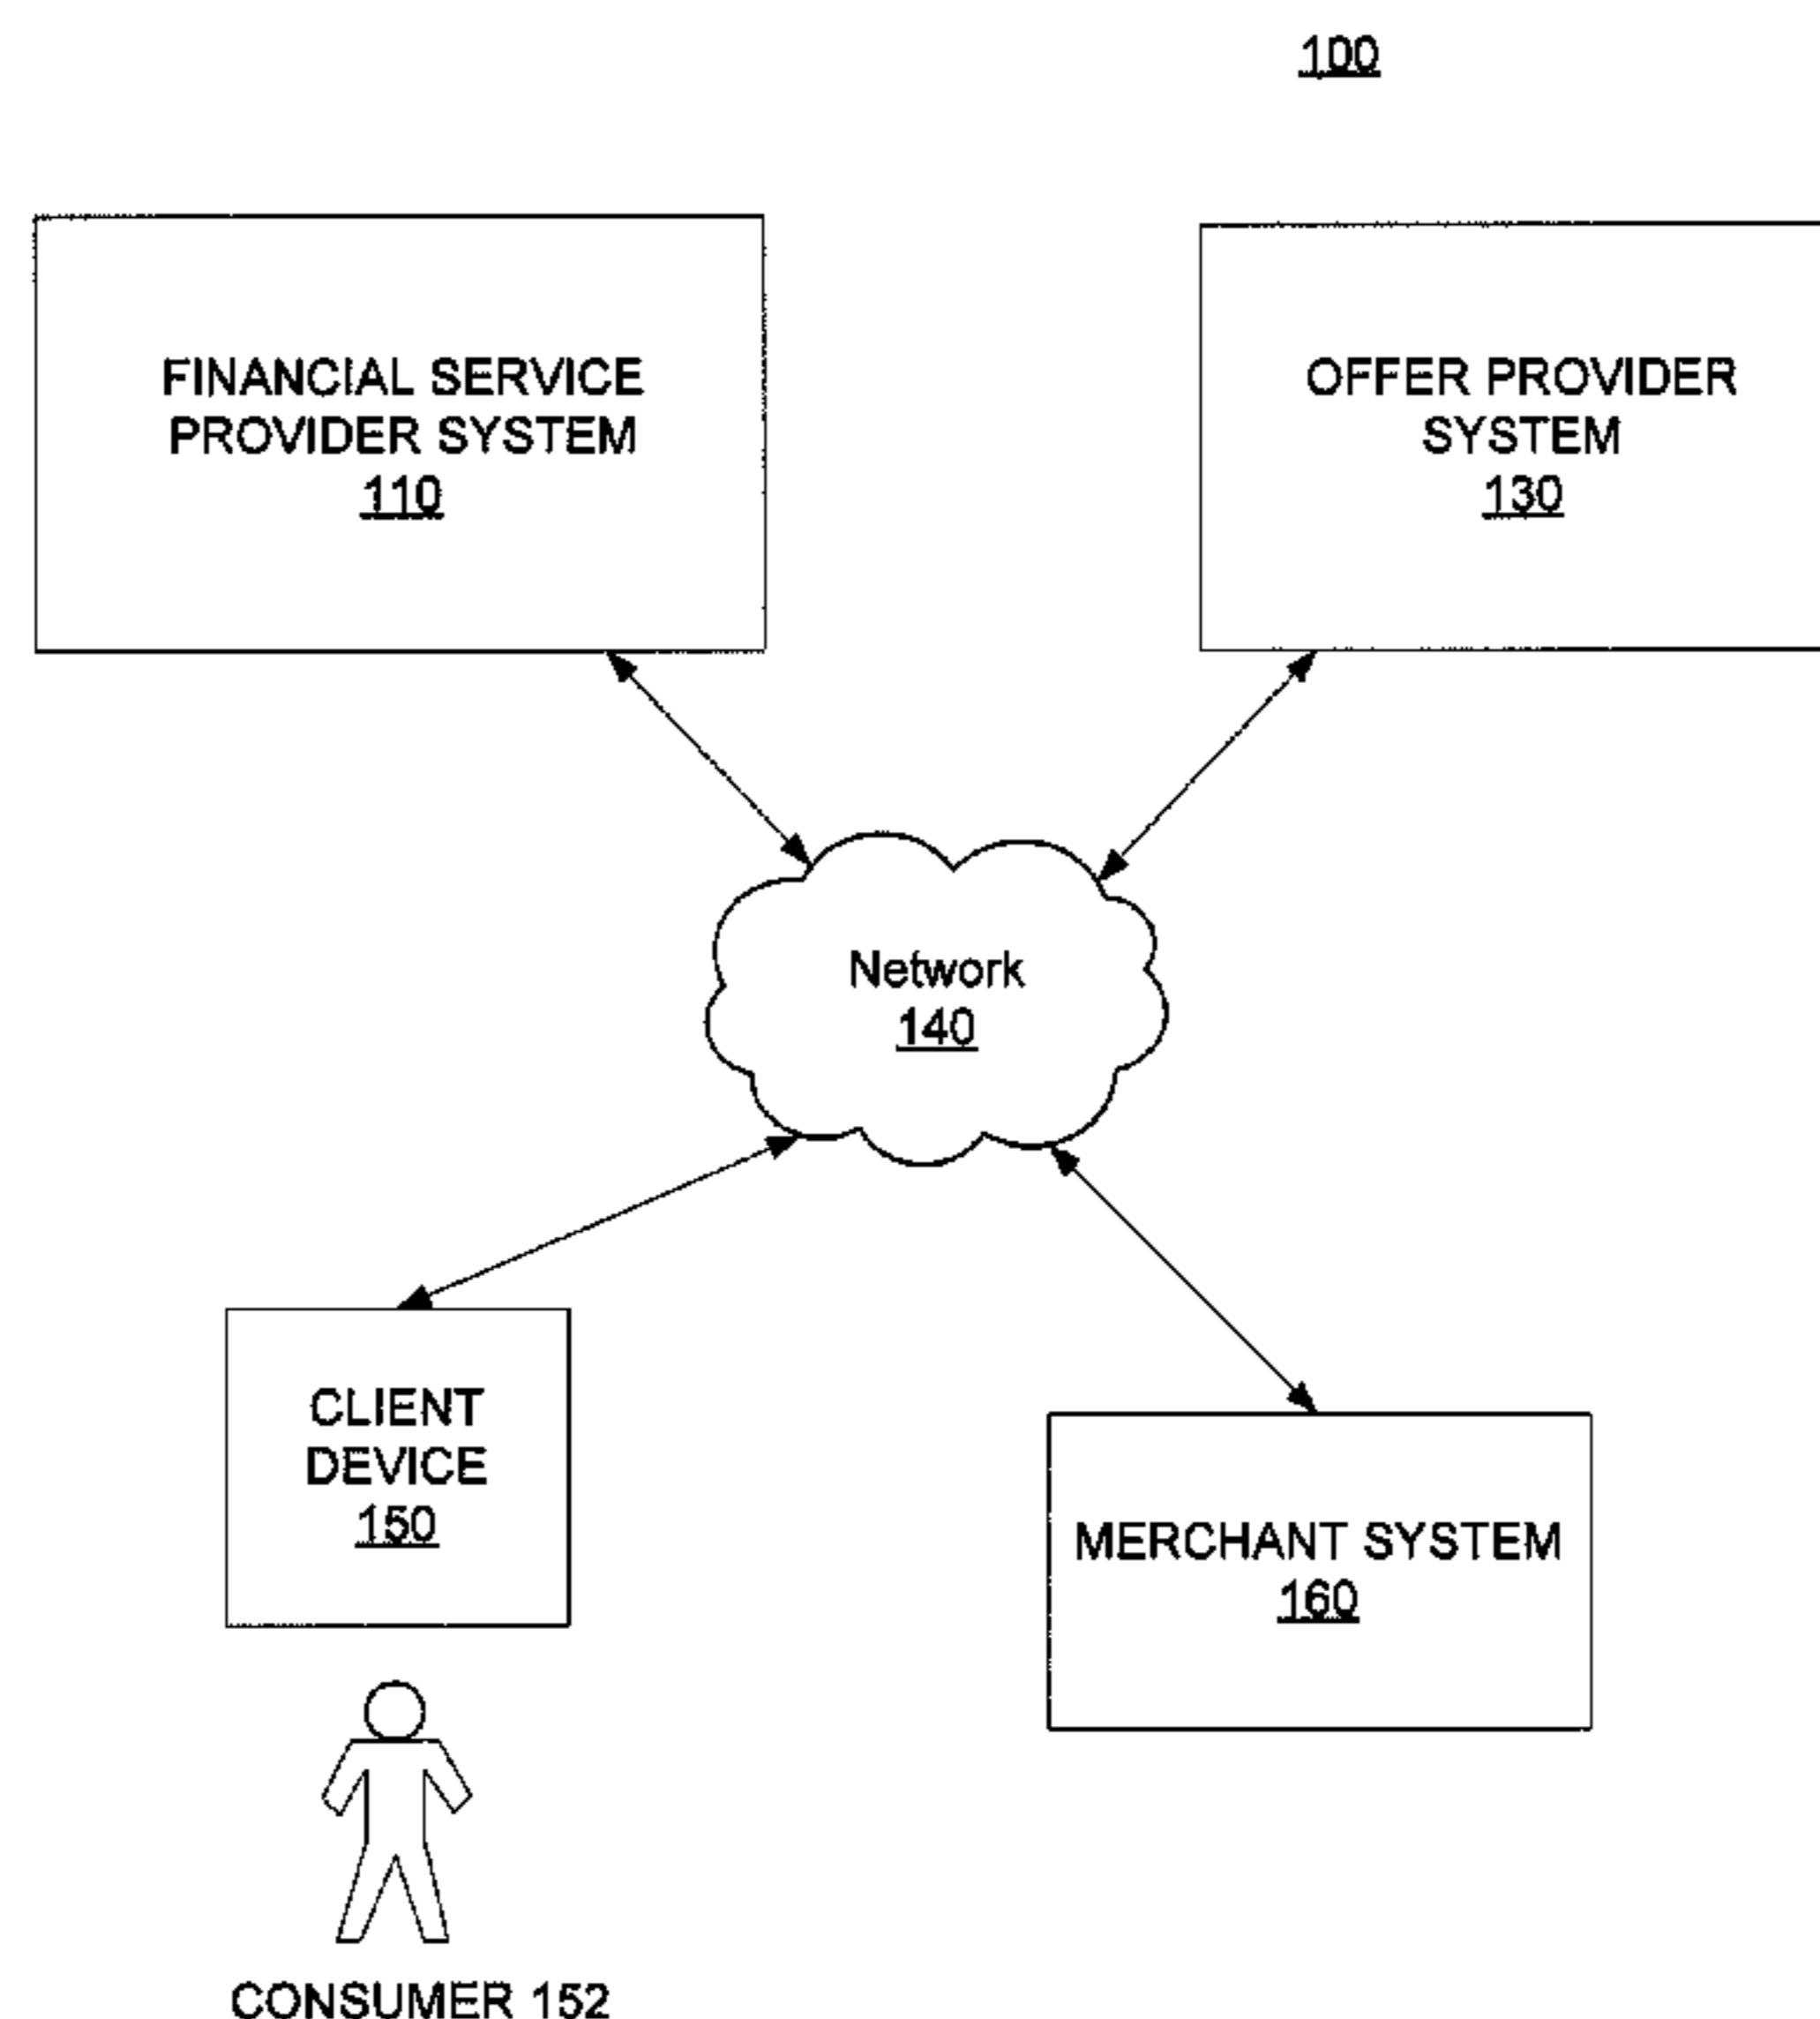 100
FINANCIAL SERVICE
PROVIDER SYSTEM
110
OFFER PROVIDER
SYSTEM
130
Network
140
CLIENT
DEVICE
150
MERCHANT SYSTEM
160
CONSUMER 152